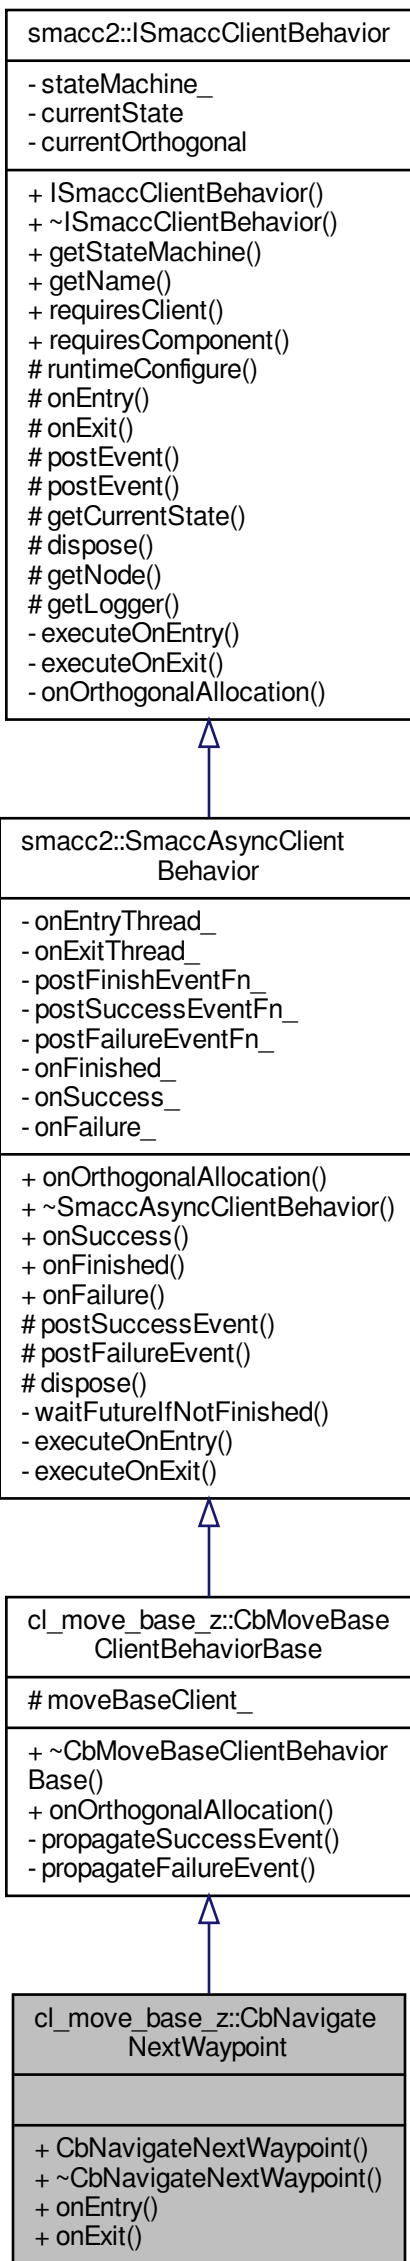 smacc2::ISmaccClientBehavior
- stateMachine_
- currentState
- currentOrthogonal
+ ISmaccClientBehavior()
+ ~ISmaccClientBehavior()
+ getStateMachine()
+ getName()
+ requiresClient()
+ requiresComponent()
# runtimeConfigure()
# onEntry()
# onExit()
# postEvent()
# postEvent()
# getCurrentState()
# dispose()
# getNode()
# getLogger()
- executeOnEntry()
- executeOnExit()
- onOrthogonalAllocation()
smacc2::SmaccAsyncClient
Behavior
- onEntryThread_
- onExitThread_
- postFinishEventFn_
- postSuccessEventFn_
- postFailureEventFn_
- onFinished_
- onSuccess_
- onFailure_
+ onOrthogonalAllocation()
+ ~SmaccAsyncClientBehavior()
+ onSuccess()
+ onFinished()
+ onFailure()
# postSuccessEvent()
# postFailureEvent()
# dispose()
- waitFutureIfNotFinished()
- executeOnEntry()
- executeOnExit()
cl_move_base_z::CbMoveBase
ClientBehaviorBase
# moveBaseClient_
+ ~CbMoveBaseClientBehavior
Base()
+ onOrthogonalAllocation()
- propagateSuccessEvent()
- propagateFailureEvent()
cl_move_base_z::CbNavigate
NextWaypoint
+ CbNavigateNextWaypoint()
+ ~CbNavigateNextWaypoint()
+ onEntry()
+ onExit()